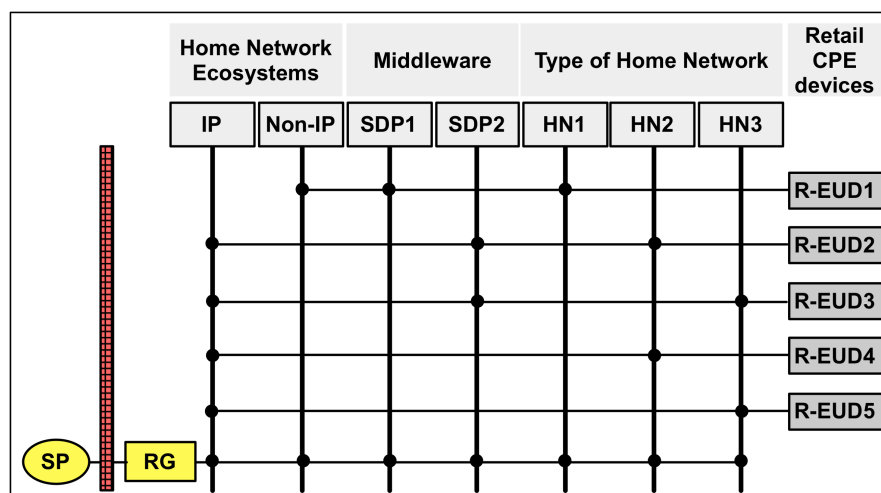 Home Network
Ecosystems
Middleware
Type of Home Network
Retail
CPE
devices
IP
Non-IP
SDP1
SDP2
HN1
HN2
HN3
R-EUD1
R-EUD2
R-EUD3
R-EUD4
R-EUD5
SP
RG